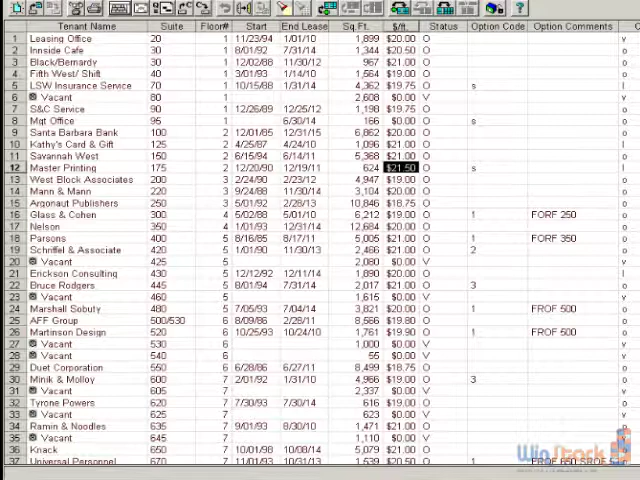 Tenant Name Suite Floor# Start End Lease Sq.Ft. $/ft. Status Option Code Option Comments
1 Leasing Office 20 1 11/23/94 1/01/10 1,899 $20.00 O v
2 Innside Cafe 30 1 8/01/92 7/31/14 1,344 $20.50 O o
3 Black/Bernardy 30 1 12/02/88 11/30/12 967 $21.00 O o
4 Fifth West/ Shift 40 1 3/01/90 1/14/10 1,564 $19.00 O o
5 LSW Insurance Service 70 1 10/15/88 1/31/14 4,362 $19.75 O s l
6 Vacant 80 1 2,608 $0.00 V v
7 S&C Service 90 1 12/26/89 12/25/12 1,198 $19.75 O o
8 Mgt Office 95 1 6/30/14 166 $0.00 O s o
9 Santa Barbara Bank 100 2 12/01/85 12/31/15 6,862 $20.00 O o
10 Kathy's Card & Gift 125 2 4/25/87 4/24/10 1,096 $21.00 O l
11 Savannah West 150 2 6/15/94 6/14/11 5,368 $21.00 O o
12 Master Printing 175 2 12/20/90 12/19/11 624 $21.50 O s l
13 West Block Associates 200 3 2/24/90 2/23/12 4,947 $19.00 O o
14 Mann & Mann 220 3 9/24/88 11/30/14 3,104 $20.00 O o
15 Argonaut Publishers 250 3 5/01/92 2/28/13 10,846 $18.75 O o
16 Glass & Cohen 310 4 5/02/88 5/01/10 6,212 $19.00 O 1 FORF 250 o
17 Nelson 350 4 1/01/93 12/31/14 12,684 $20.00 O o
18 Parsons 400 4 8/16/85 8/17/11 5,005 $21.00 O 1 FORF 350 o
19 Schriffel & Associate 420 4 1/01/90 11/30/13 2,466 $21.00 O 2 o
20 Vacant 425 5 2,080 $0.00 V v
21 Erickson Consulting 430 5 12/12/92 12/11/14 1,890 $21.00 O l
22 Bruce Rodgers 445 5 8/01/94 7/31/12 2,017 $21.00 O 3 o
23 Vacant 460 5 1,615 $0.00 V v
24 Marshall Sobuty 480 5 7/05/93 7/04/14 3,821 $20.00 O 1 FROF 500 o
25 AFF Group 500/530 6 8/09/86 2/28/11 8,566 $19.80 O o
26 Martinson Design 520 6 10/25/93 10/24/10 1,761 $19.90 O 1 FROF 500 o
27 Vacant 530 6 1,000 $0.00 V v
28 Vacant 540 6 55 $0.00 V v
29 Duet Corporation 550 6 6/28/86 6/27/11 8,499 $18.75 O o
30 Minik & Molloy 600 7 2/01/92 1/31/10 4,966 $19.00 O 3 o
31 Vacant 605 7 2,337 $0.00 V v
32 Tyrone Powers 620 7 7/30/93 7/29/14 616 $19.00 O o
33 Vacant 625 7 623 $0.00 V v
34 Ramin & Noodles 635 7 9/01/93 8/30/10 1,471 $21.00 O o
35 Vacant 645 7 1,110 $0.00 V v
36 Knack 650 7 10/01/98 10/08/14 5,079 $21.00 O o
37 Universal Personnel 670 7 11/01/93 10/31/10 1,539 $20.50 O 1
WinStack